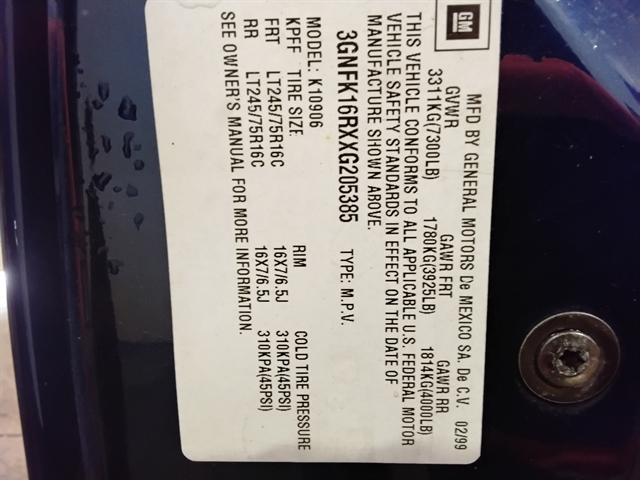 GM
MFD BY GENERAL MOTORS De MEXICO SA. De C.V. 02/99
GVWR GAWR FRT GAWR RR
3311KG(7300LB) 1780KG(3925LB) 1814KG(4000LB)
THIS VEHICLE CONFORMS TO ALL APPLICABLE U.S. FEDERAL MOTOR
VEHICLE SAFETY STANDARDS IN EFFECT ON THE DATE OF
MANUFACTURE SHOWN ABOVE.
3GNFK16RXXG205385 TYPE: M.P.V.
MODEL: K10906
KPFF TIRE SIZE RIM COLD TIRE PRESSURE
FRT LT245/75R16C 16X7/6.5J 310KPA(45PSI)
RR LT245/75R16C 16X7/6.5J 310KPA(45PSI)
SEE OWNER'S MANUAL FOR MORE INFORMATION.